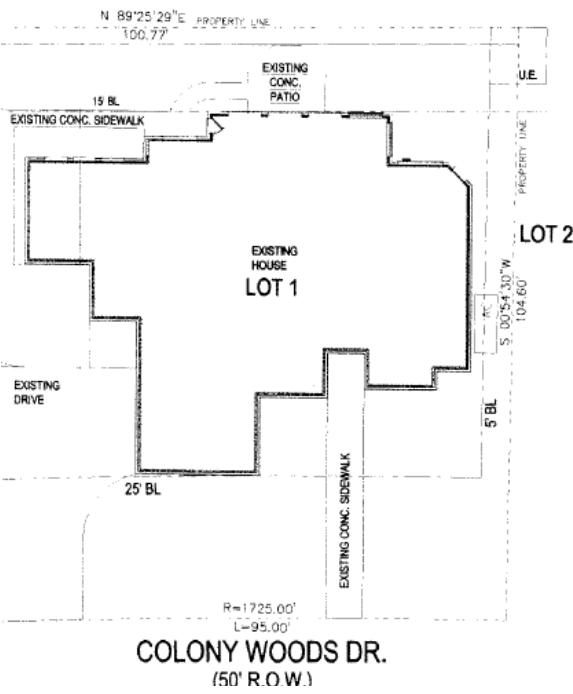 N 89°25'29"E PROPERTY LINE
100.77'
EXISTING
CONC.
PATIO
U.E.
15' BL
EXISTING CONC. SIDEWALK
PROPERTY LINE
LOT 2
EXISTING
HOUSE
LOT 1
S 00°54'30"W
104.60'
AC
EXISTING
DRIVE
5' BL
25' BL
EXISTING CONC. SIDEWALK
R=1725.00'
L=95.00'
COLONY WOODS DR.
(50' R.O.W.)